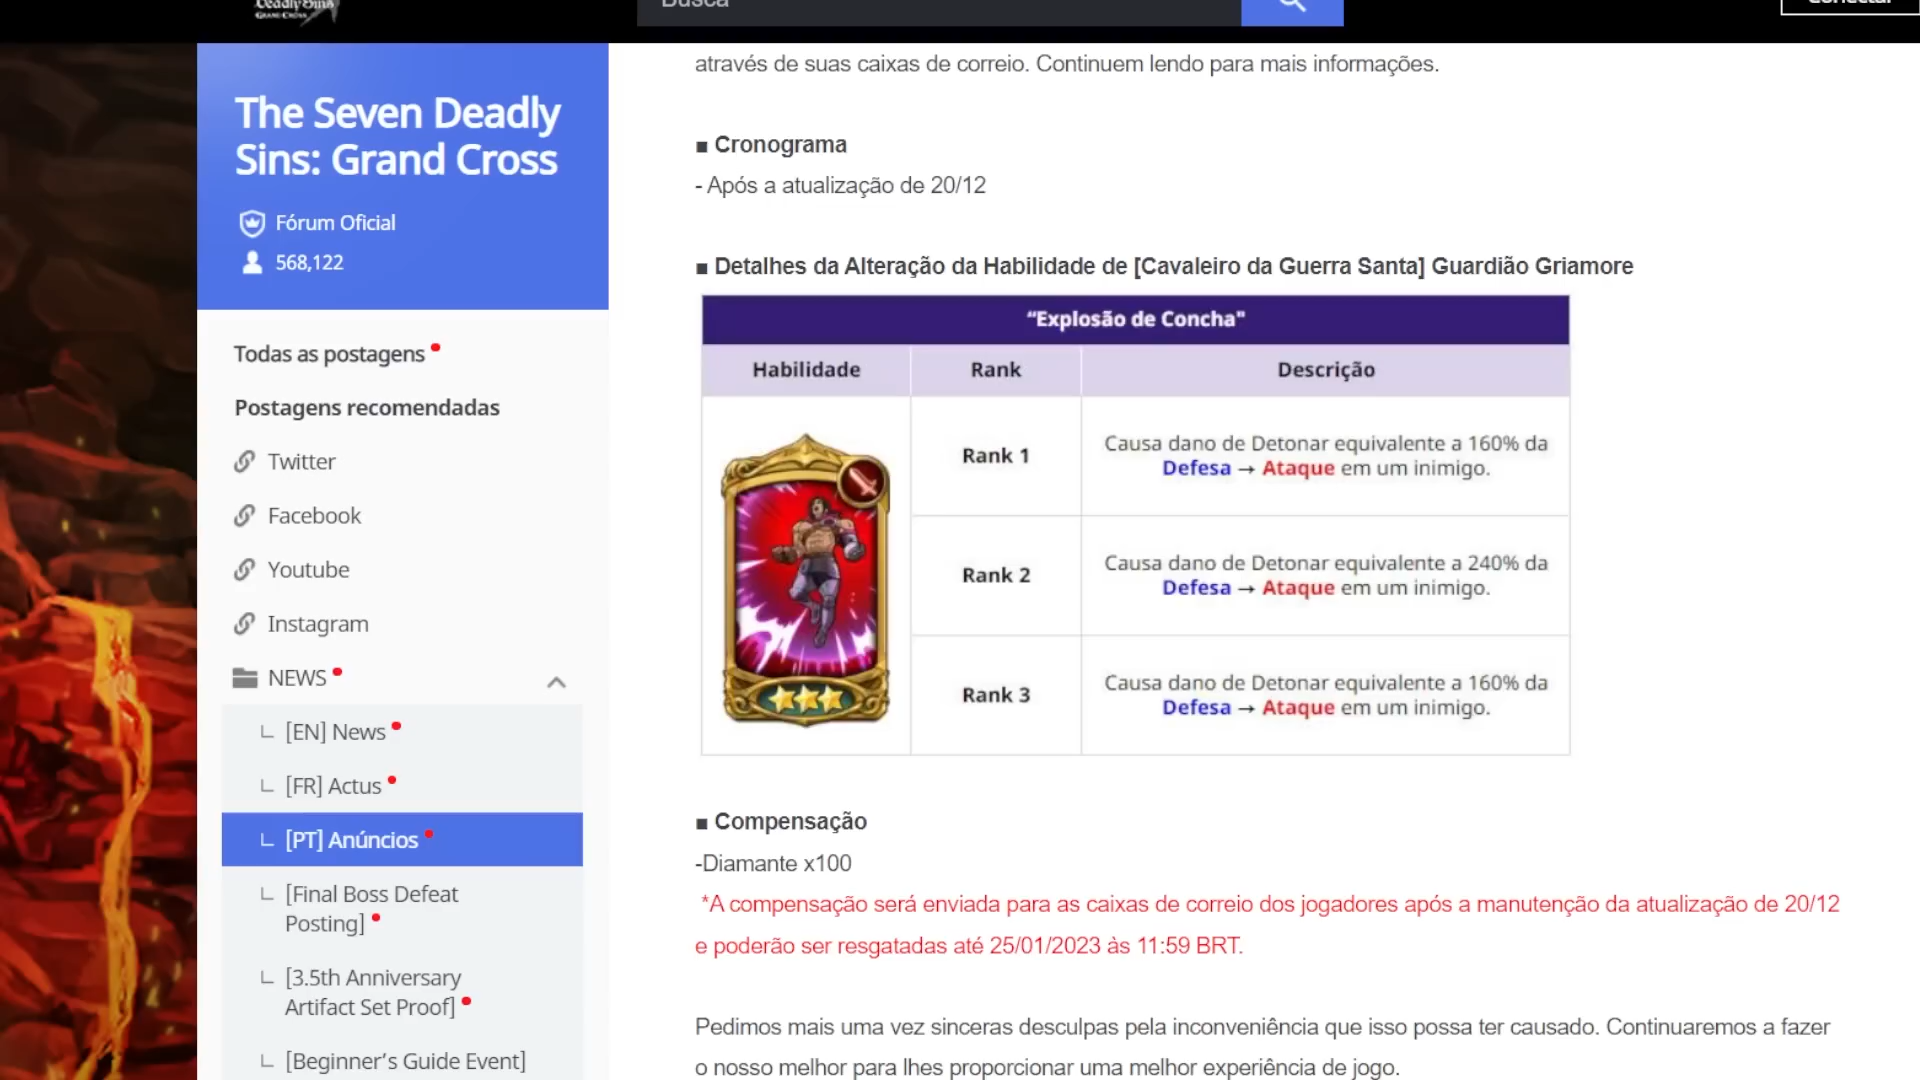 Deadly Sins
GRAND CROSS
Busca
Conectar
The Seven Deadly
Sins: Grand Cross
Fórum Oficial
568,122
Todas as postagens
Postagens recomendadas
Twitter
Facebook
Youtube
Instagram
NEWS
[EN] News
[FR] Actus
[PT] Anúncios
[Final Boss Defeat
Posting]
[3.5th Anniversary
Artifact Set Proof]
[Beginner’s Guide Event]
através de suas caixas de correio. Continuem lendo para mais informações.
■ Cronograma
- Após a atualização de 20/12
■ Detalhes da Alteração da Habilidade de [Cavaleiro da Guerra Santa] Guardião Griamore
“Explosão de Concha"
Habilidade Rank Descrição
Rank 1
Causa dano de Detonar equivalente a 160% da
Defesa → Ataque em um inimigo.
Rank 2
Causa dano de Detonar equivalente a 240% da
Defesa → Ataque em um inimigo.
Rank 3
Causa dano de Detonar equivalente a 160% da
Defesa → Ataque em um inimigo.
■ Compensação
-Diamante x100
*A compensação será enviada para as caixas de correio dos jogadores após a manutenção da atualização de 20/12
e poderão ser resgatadas até 25/01/2023 às 11:59 BRT.
Pedimos mais uma vez sinceras desculpas pela inconveniência que isso possa ter causado. Continuaremos a fazer
o nosso melhor para lhes proporcionar uma melhor experiência de jogo.